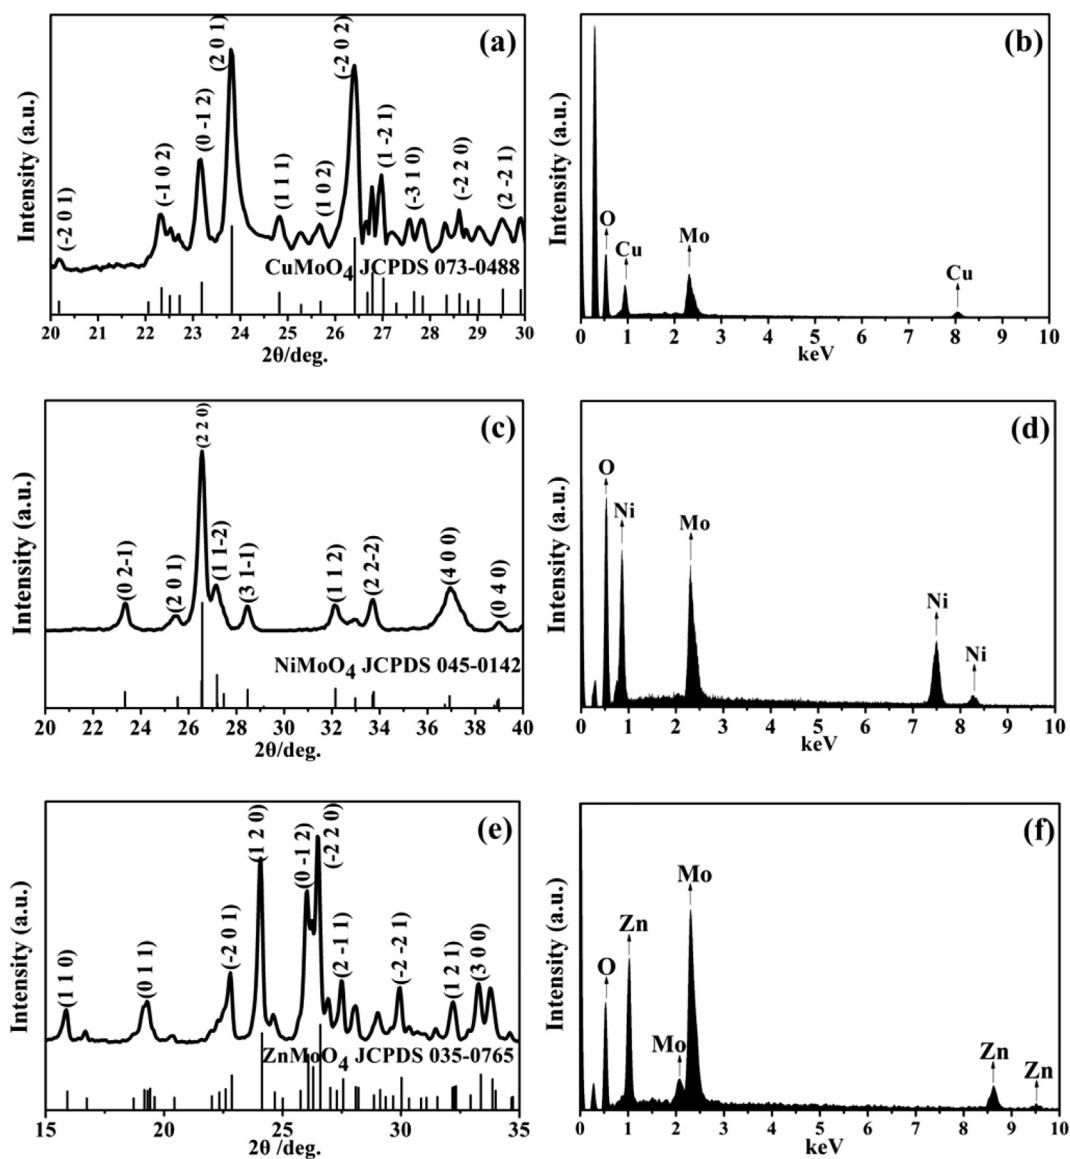 (a)
Intensity (a.u.)
(-2 0 1)
(-1 0 2)
(0 -1 2)
(2 0 1)
(1 1 1)
(1 0 2)
(-2 0 2)
(1 -2 1)
(-3 1 0)
(-2 2 0)
(2 -2 1)
CuMoO4 JCPDS 073-0488
20 21 22 23 24 25 26 27 28 29 30
2θ/deg.
(b)
Intensity (a.u.)
O
Cu
Mo
Cu
0 1 2 3 4 5 6 7 8 9 10
keV
(c)
Intensity (a.u.)
(0 2-1)
(2 0 1)
(2 2 0)
(1 1-2)
(3 1-1)
(1 1 2)
(2 2-2)
(4 0 0)
(0 4 0)
NiMoO4 JCPDS 045-0142
20 22 24 26 28 30 32 34 36 38 40
2θ/deg.
(d)
Intensity (a.u.)
O
Ni
Mo
Ni
Ni
0 1 2 3 4 5 6 7 8 9 10
keV
(e)
Intensity (a.u.)
(1 1 0)
(0 1 1)
(-2 0 1)
(1 2 0)
(0 -1 2)
(-2 2 0)
(2 -1 1)
(-2 -2 1)
(1 2 1)
(3 0 0)
ZnMoO4 JCPDS 035-0765
15 20 25 30 35
2θ /deg.
(f)
Intensity (a.u.)
O
Zn
Mo
Mo
Zn
Zn
0 1 2 3 4 5 6 7 8 9 10
keV